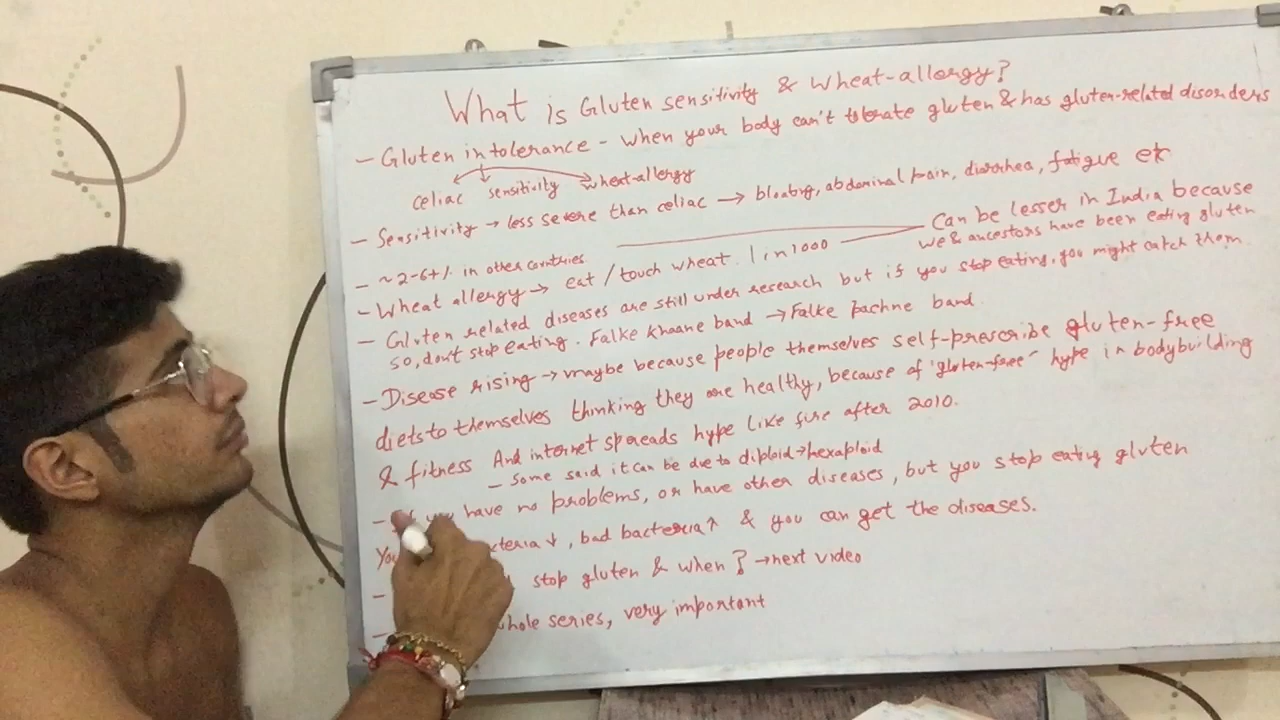 What is Gluten sensitivity & wheat-allergy?
- Gluten intolerance - when your body can't tolerate gluten & has gluten-related disorders
celiac sensitivity wheat-allergy
- Sensitivity → less severe than celiac → bloating, abdominal pain, diarrhea, fatigue etc
- ~2-6+% in other countries
Can be lesser in India because
we & ancestors have been eating gluten
- Wheat allergy → eat / touch wheat. 1 in 1000
- Gluten related diseases are still under research but if you stop eating, you might catch them
so, don't stop eating. Falke khaane band → Falke pachne band
- Disease rising → maybe because people themselves self-prescribe gluten-free
diets to themselves thinking they are healthy, because of "gluten-free" hype in bodybuilding
& fitness And internet spreads hype like fire after 2010.
- Some said it can be due to diploid → hexaploid
- have no problems, or have other diseases, but you stop eating gluten
↓, bad bacteria ↑ & you can get the diseases.
- stop gluten & when? → next video
- whole series, very important